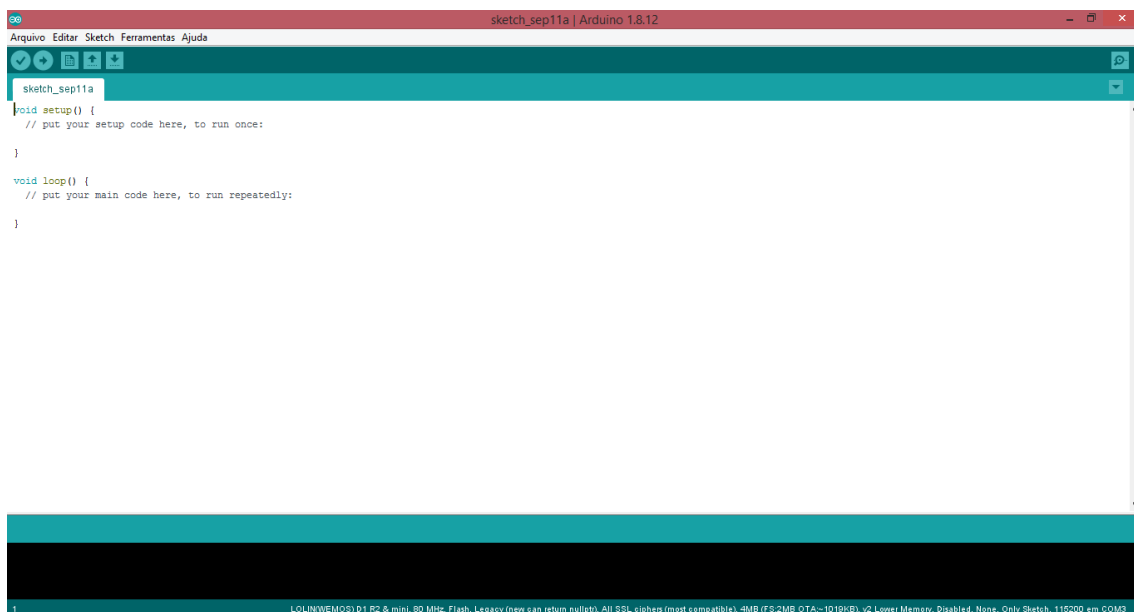 sketch_sep11a | Arduino 1.8.12
Arquivo Editar Sketch Ferramentas Ajuda
sketch_sep11a
void setup() {
// put your setup code here, to run once:
}
void loop() {
// put your main code here, to run repeatedly:
}
1 LOLIN(WEMOS) D1 R2 & mini, 80 MHz, Flash, Legacy (new can return nullptr), All SSL ciphers (most compatible), 4MB (FS:2MB OTA:~1019KB), v2 Lower Memory, Disabled, None, Only Sketch, 115200 em COM3